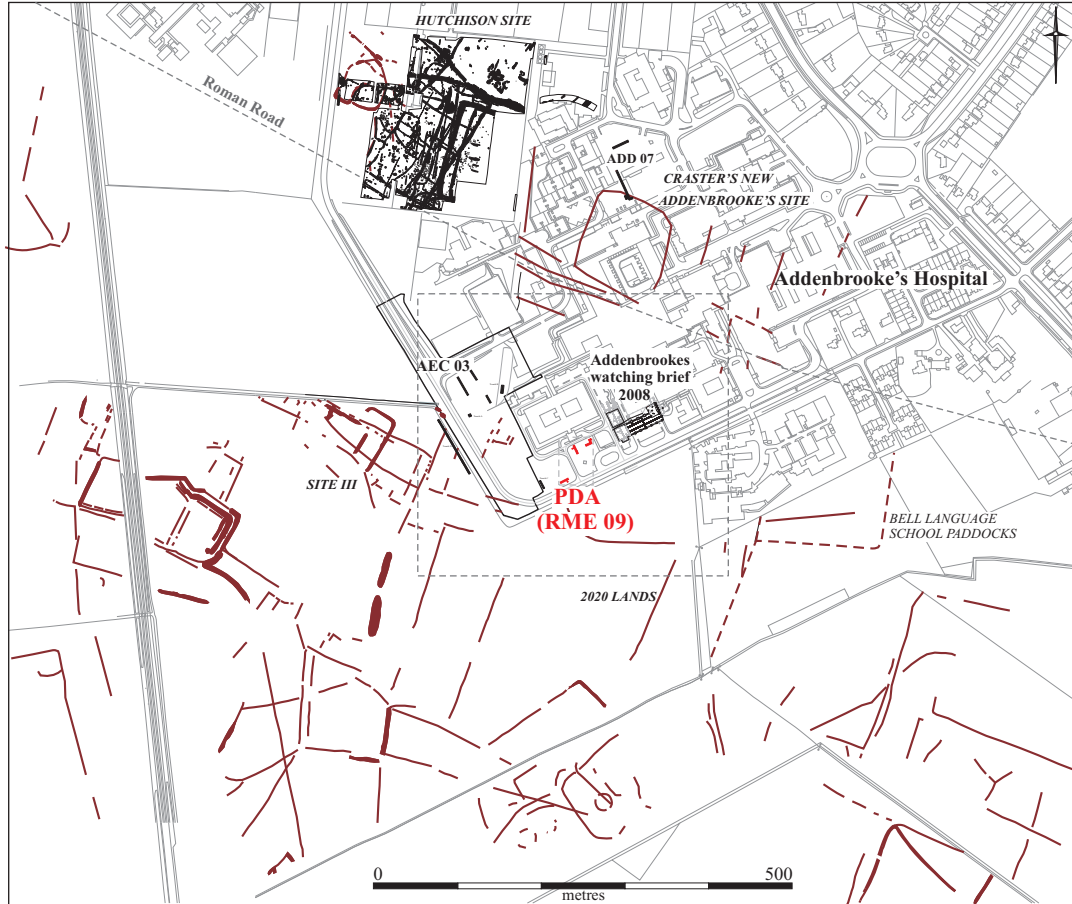 HUTCHISON SITE
Roman Road
ADD 07
CRASTER'S NEW
ADDENBROOKE'S SITE
Addenbrooke's Hospital
AEC 03
Addenbrookes
watching brief
2008
SITE III
PDA
(RME 09)
BELL LANGUAGE
SCHOOL PADDOCKS
2020 LANDS
0
500
metres